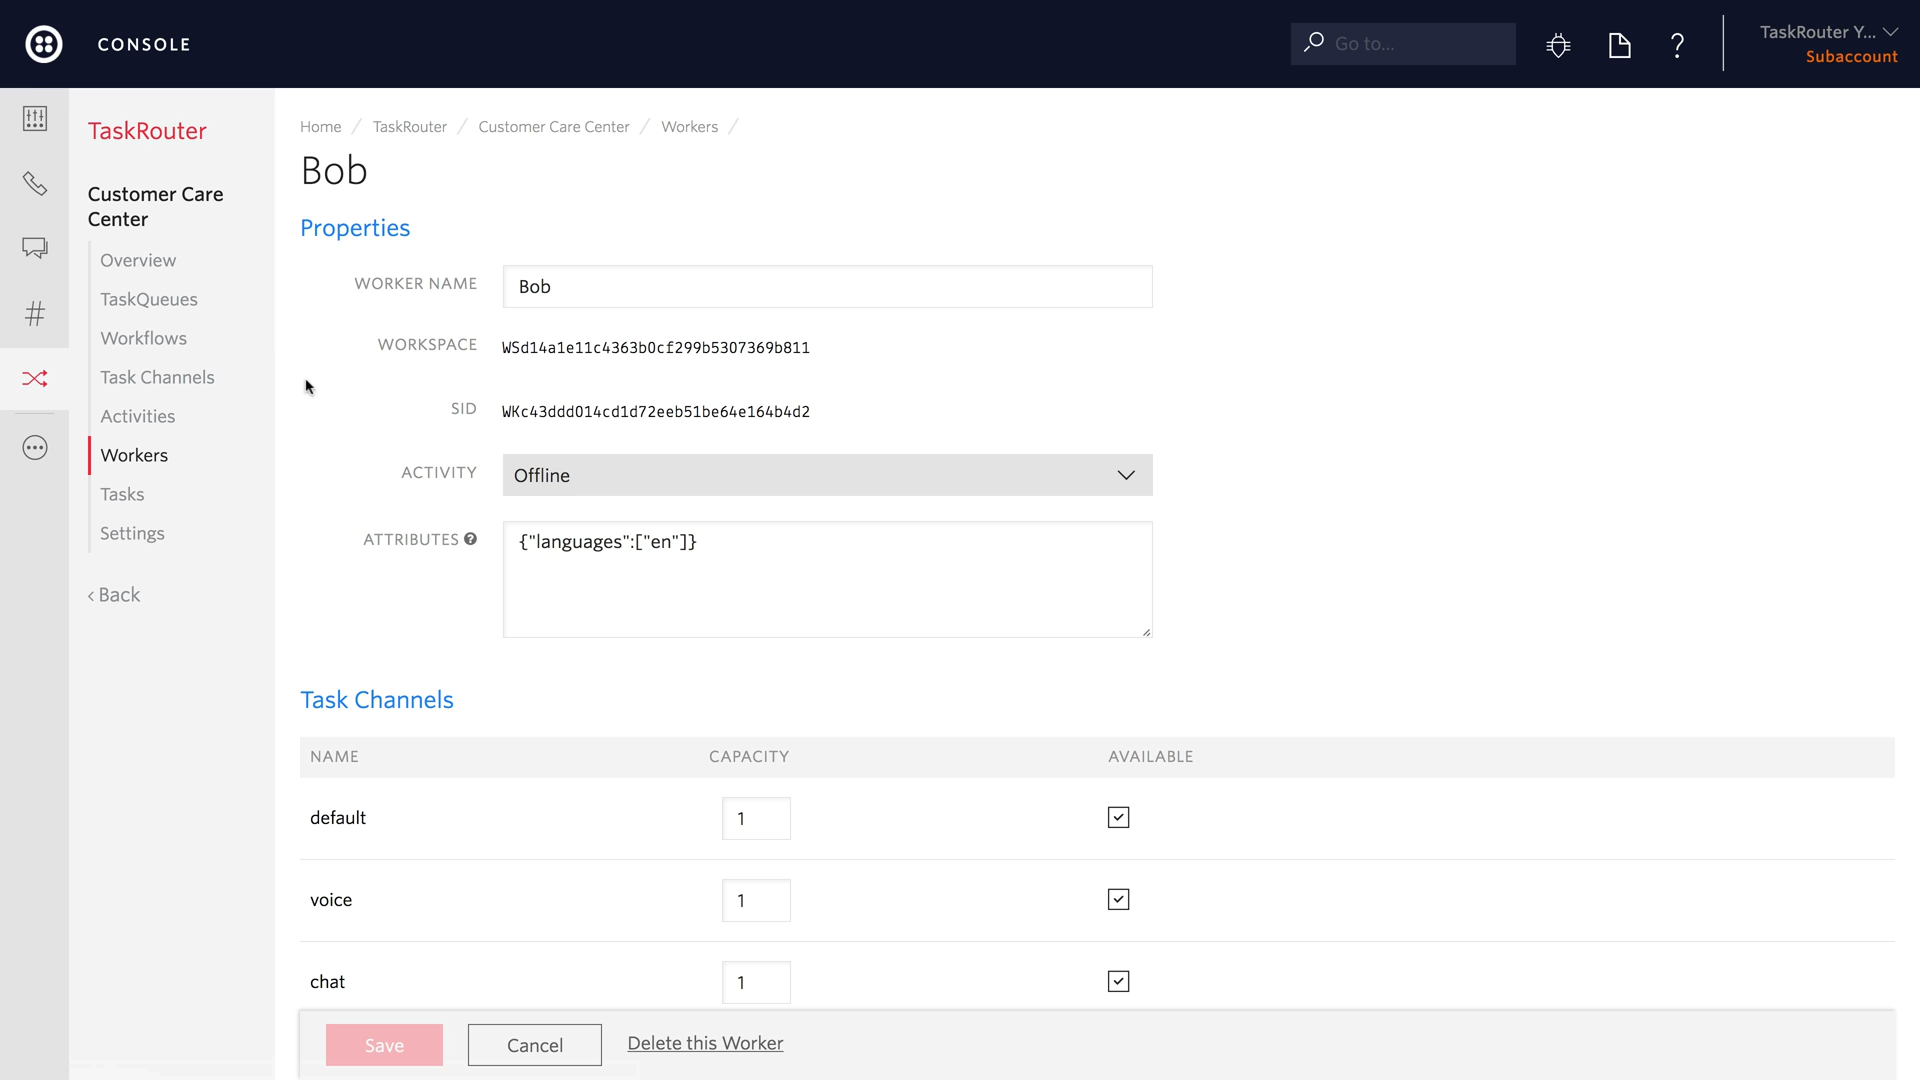 CONSOLE
Go to...
TaskRouter Y...
Subaccount
TaskRouter
Customer Care
Center
Overview
TaskQueues
Workflows
Task Channels
Activities
Workers
Tasks
Settings
‹ Back
Home / TaskRouter / Customer Care Center / Workers /
Bob
Properties
WORKER NAME
Bob
WORKSPACE
WSd14a1e11c4363b0cf299b5307369b811
SID
WKc43ddd014cd1d72eeb51be64e164b4d2
ACTIVITY
Offline
ATTRIBUTES
{"languages":["en"]}
Task Channels
NAME CAPACITY AVAILABLE
default 1
voice 1
chat 1
Save Cancel Delete this Worker